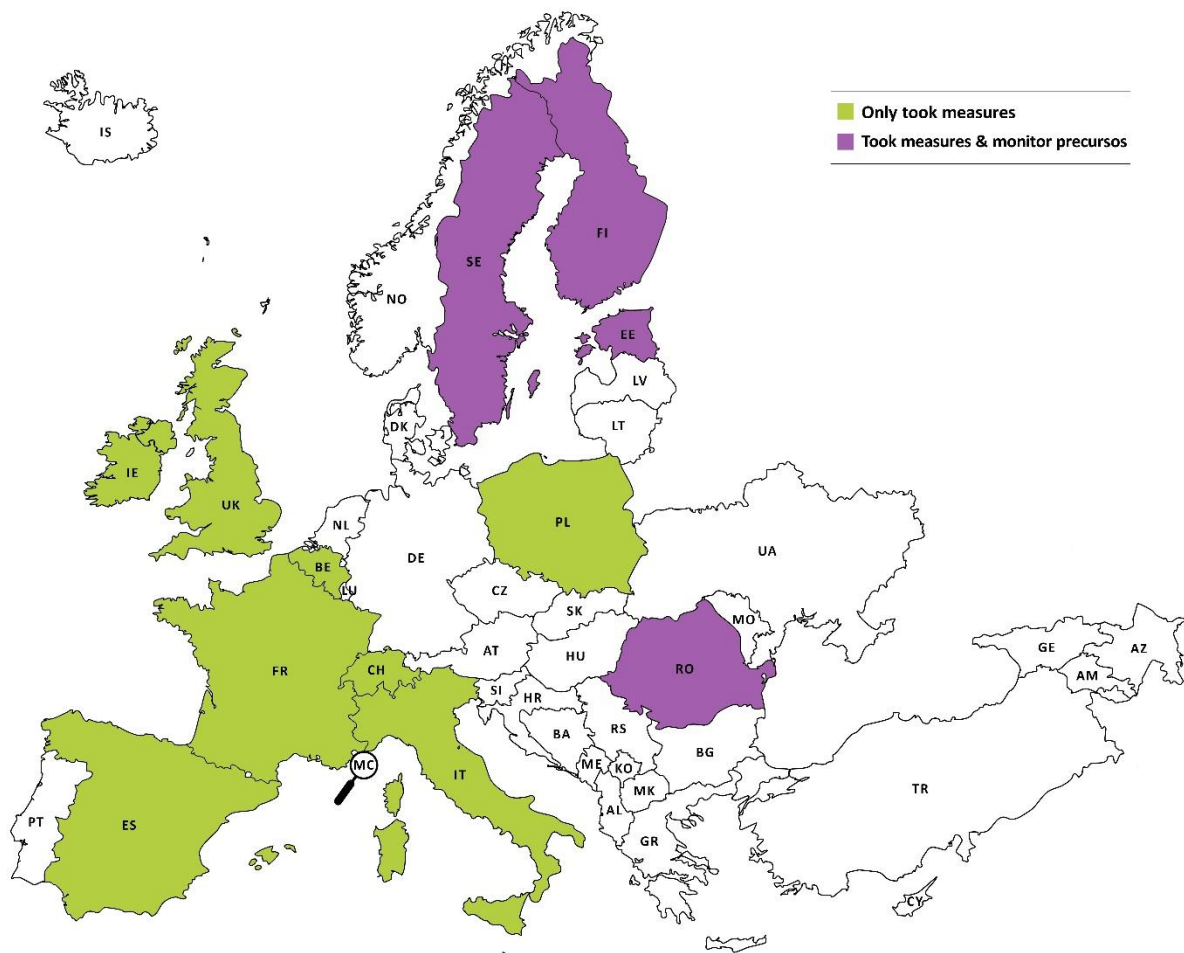 Only took measures
Took measures & monitor precursos
IS
FI
SE
NO
EE
LV
LT
DK
IE
UK
NL
PL
BE
DE
UA
LU
CZ
SK
MO
AT
HU
FR
CH
RO
GE
AZ
AM
SI
HR
BA
RS
BG
MC
IT
ME
KO
MK
TR
PT
ES
AL
GR
CY